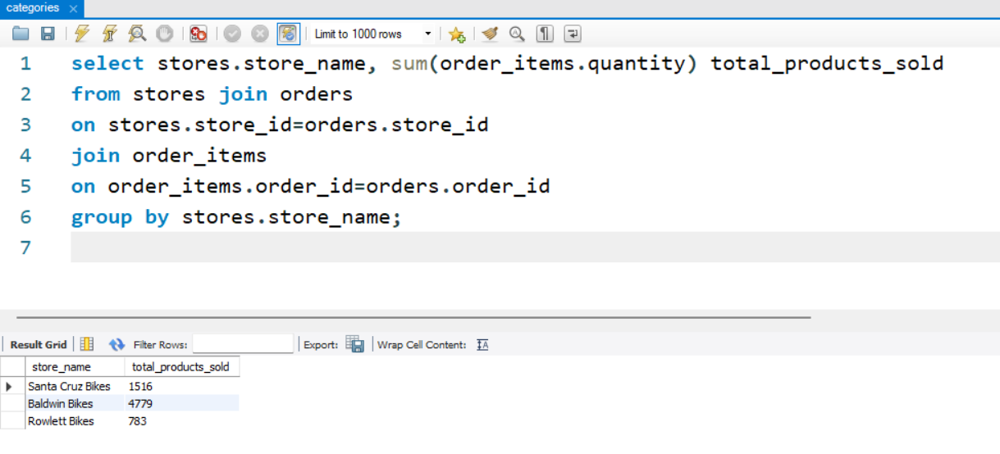 categories
Limit to 1000 rows
1 select stores.store_name, sum(order_items.quantity) total_products_sold
2 from stores join orders
3 on stores.store_id=orders.store_id
4 join order_items
5 on order_items.order_id=orders.order_id
6 group by stores.store_name;
7
Result Grid Filter Rows: Export: Wrap Cell Content:
store_name total_products_sold
Santa Cruz Bikes 1516
Baldwin Bikes 4779
Rowlett Bikes 783